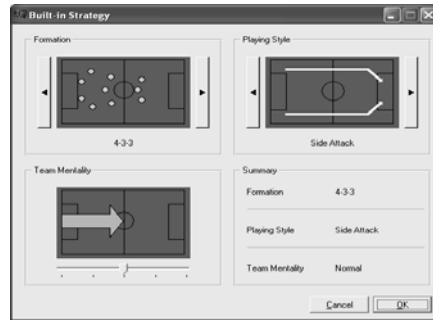 Built-in Strategy
Formation
4-3-3
Playing Style
Side Attack
Team Mentality
Summary
Formation 4-3-3
Playing Style Side Attack
Team Mentality Normal
Cancel OK